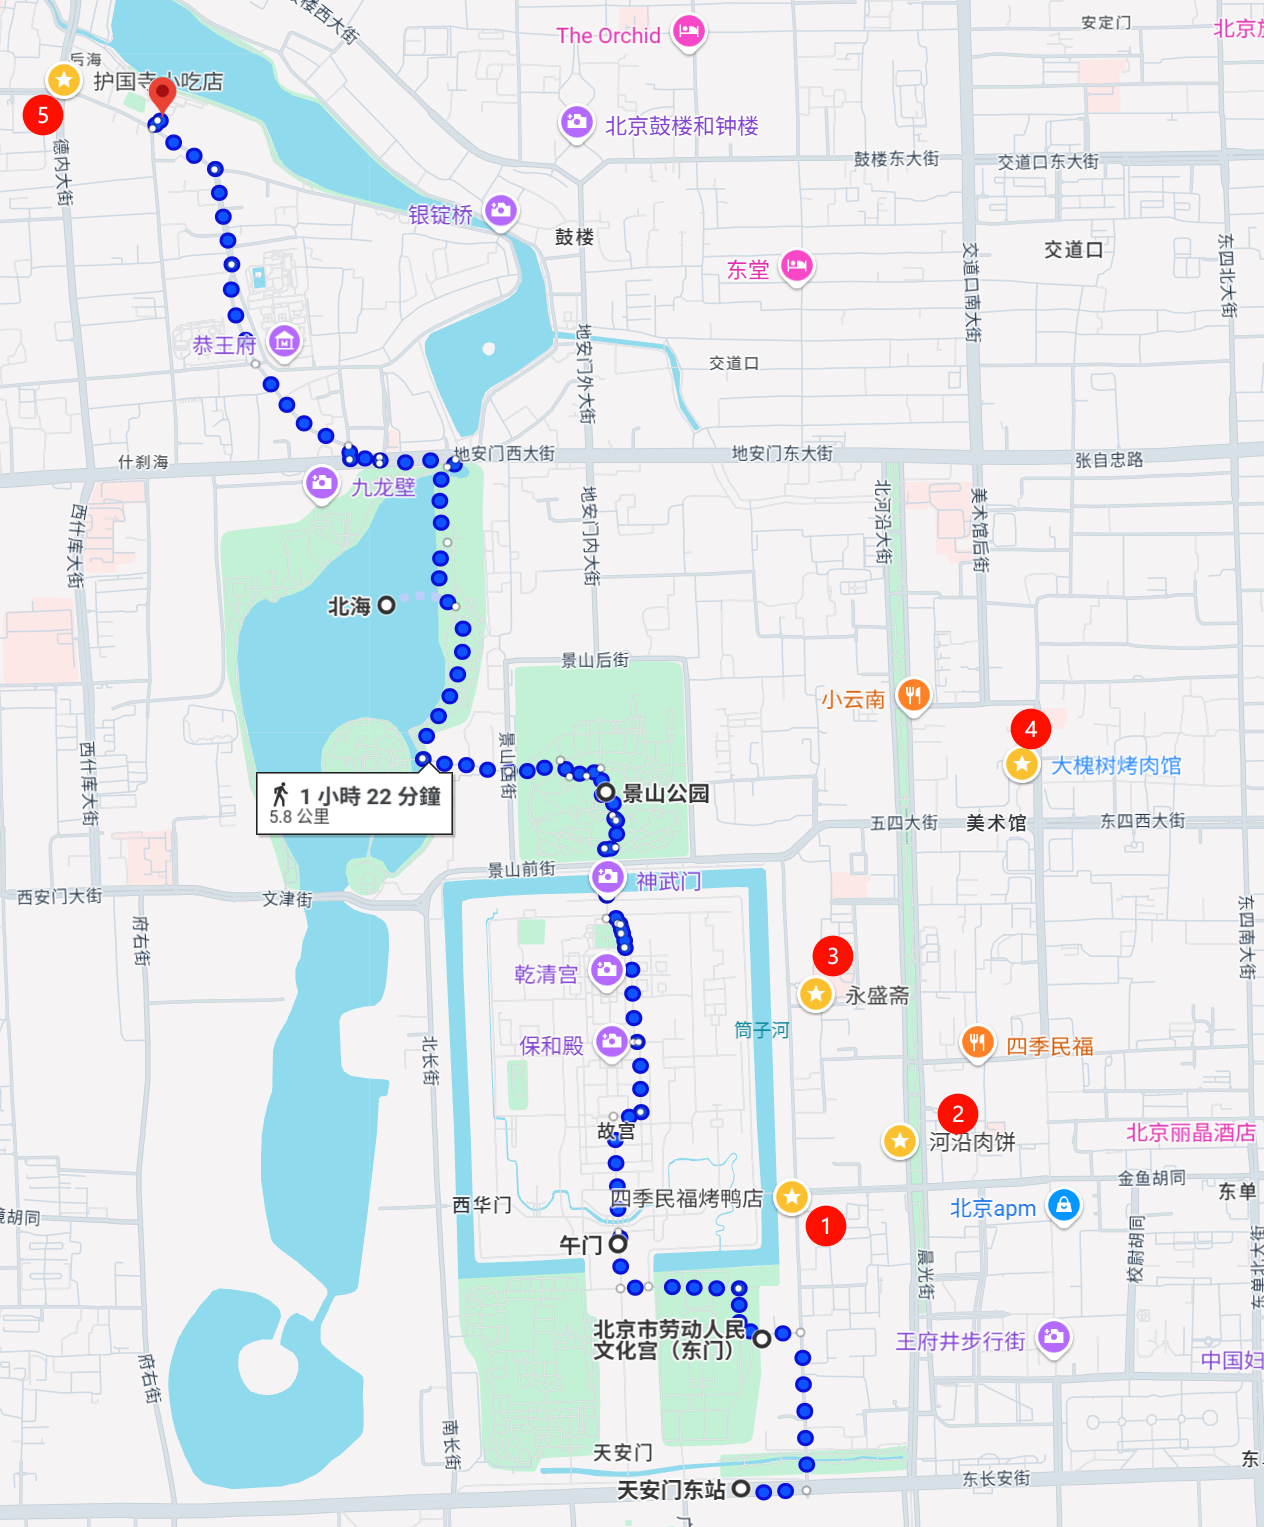 鼓楼西大街
安定门
The Orchid
后海
护国寺小吃店
5
北京鼓楼和钟楼
德内大街
鼓楼东大街
交道口东大街
银锭桥
鼓楼
交道口
东四北大街
交道口南大街
东堂
恭王府
地安门外大街
交道口
什刹海
地安门西大街
地安门东大街
张自忠路
九龙壁
西什库大街
地安门内大街
北河沿大街
美术馆后街
北海
景山后街
小云南
4
大槐树烤肉馆
西什库大街
景山西街
1 小時 22 分鐘
5.8 公里
景山公园
五四大街
美术馆
东四西大街
景山前街
神武门
西安门大街
文津街
府右街
东四南大街
3
乾清宫
永盛斋
筒子河
保和殿
四季民福
北长街
2
故宫
河沿肉饼
北京丽晶酒店
金鱼胡同
东单
西华门
四季民福烤鸭店
北京apm
1
午门
校尉胡同
晨光街
北京市劳动人民
文化宫（东门）
王府井步行街
府右街
南长街
天安门
东长安街
天安门东站